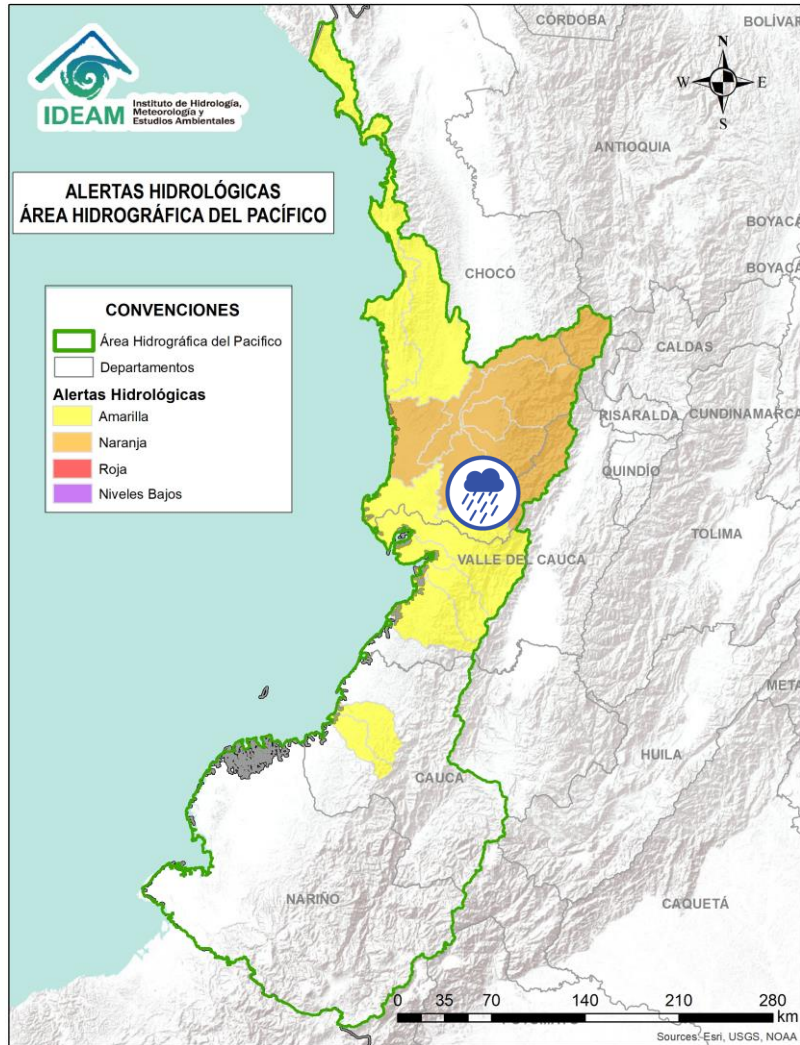 IDEAM
Instituto de Hidrología,
Meteorología y
Estudios Ambientales
ALERTAS HIDROLÓGICAS
ÁREA HIDROGRÁFICA DEL PACÍFICO
CONVENCIONES
Área Hidrográfica del Pacifico
Departamentos
Alertas Hidrológicas
Amarilla
Naranja
Roja
Niveles Bajos
CÓRDOBA
BOLÍVAR
N
W
E
S
ANTIOQUIA
BOYACÁ
CHOCÓ
BOYACÁ
CALDAS
RISARALDA
CUNDINAMARCA
QUINDÍO
TOLIMA
VALLE DEL CAUCA
META
HUILA
CAUCA
NARIÑO
CAQUETÁ
0 35 70 140 210 280
km
Sources: Esri, USGS, NOAA